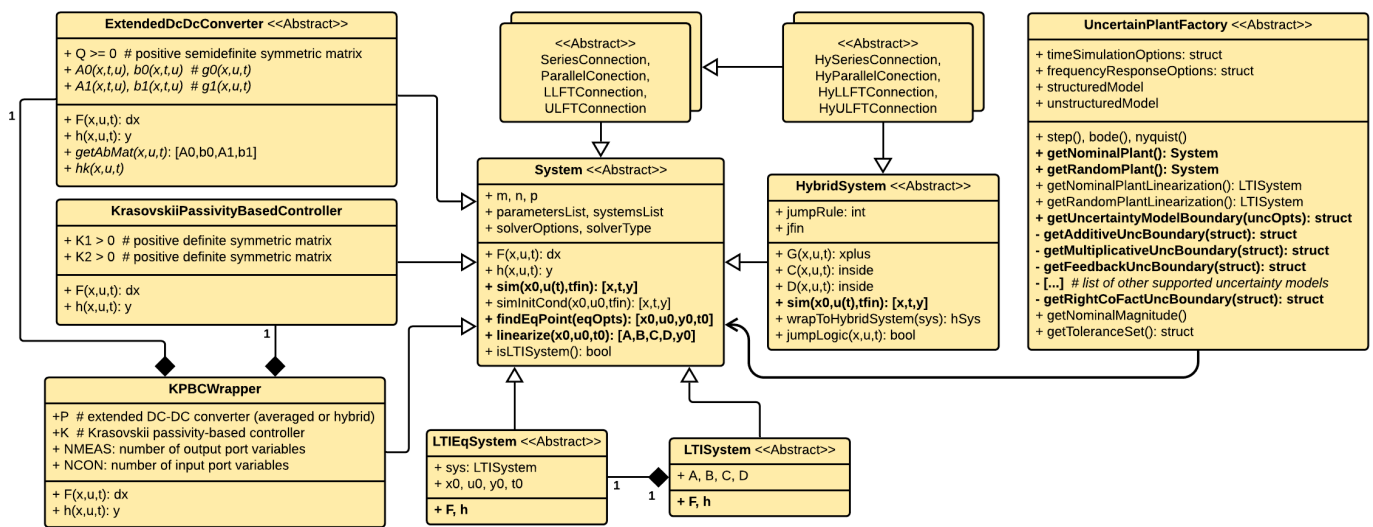 ExtendedDcDcConverter <<Abstract>>
+ Q >= 0  # positive semidefinite symmetric matrix
+ A0(x,t,u), b0(x,t,u)  # g0(x,u,t)
+ A1(x,t,u), b1(x,t,u)  # g1(x,u,t)
+ F(x,u,t): dx
+ h(x,u,t): y
+ getAbMat(x,u,t): [A0,b0,A1,b1]
+ hk(x,u,t)
1
KrasovskiiPassivityBasedController
+ K1 > 0  # positive definite symmetric matrix
+ K2 > 0  # positive definite symmetric matrix
+ F(x,u,t): dx
+ h(x,u,t): y
1
KPBCWrapper
+P  # extended DC-DC converter (averaged or hybrid)
+K  # Krasovskii passivity-based controller
+ NMEAS: number of output port variables
+ NCON: number of input port variables
+ F(x,u,t): dx
+ h(x,u,t): y
<<Abstract>>
SeriesConnection,
ParallelConection,
LLFTConnection,
ULFTConnection
<<Abstract>>
HySeriesConnection,
HyParallelConection,
HyLLFTConnection,
HyULFTConnection
System <<Abstract>>
+ m, n, p
+ parametersList, systemsList
+ solverOptions, solverType
+ F(x,u,t): dx
+ h(x,u,t): y
+ sim(x0,u(t),tfin): [x,t,y]
+ simInitCond(x0,u0,tfin): [x,t,y]
+ findEqPoint(eqOpts): [x0,u0,y0,t0]
+ linearize(x0,u0,t0): [A,B,C,D,y0]
+ isLTISystem(): bool
HybridSystem <<Abstract>>
+ jumpRule: int
+ jfin
+ G(x,u,t): xplus
+ C(x,u,t): inside
+ D(x,u,t): inside
+ sim(x0,u(t),tfin): [x,t,y]
+ wrapToHybridSystem(sys): hSys
+ jumpLogic(x,u,t): bool
LTIEqSystem <<Abstract>>
+ sys: LTISystem
+ x0, u0, y0, t0
+ F, h
1
1
LTISystem <<Abstract>>
+ A, B, C, D
+ F, h
UncertainPlantFactory <<Abstract>>
+ timeSimulationOptions: struct
+ frequencyResponseOptions: struct
+ structuredModel
+ unstructuredModel
+ step(), bode(), nyquist()
+ getNominalPlant(): System
+ getRandomPlant(): System
+ getNominalPlantLinearization(): LTISystem
+ getRandomPlantLinearization(): LTISystem
+ getUncertaintyModelBoundary(uncOpts): struct
- getAdditiveUncBoundary(struct): struct
- getMultiplicativeUncBoundary(struct): struct
- getFeedbackUncBoundary(struct): struct
- [...]  # list of other supported uncertainty models
- getRightCoFactUncBoundary(struct): struct
+ getNominalMagnitude()
+ getToleranceSet(): struct